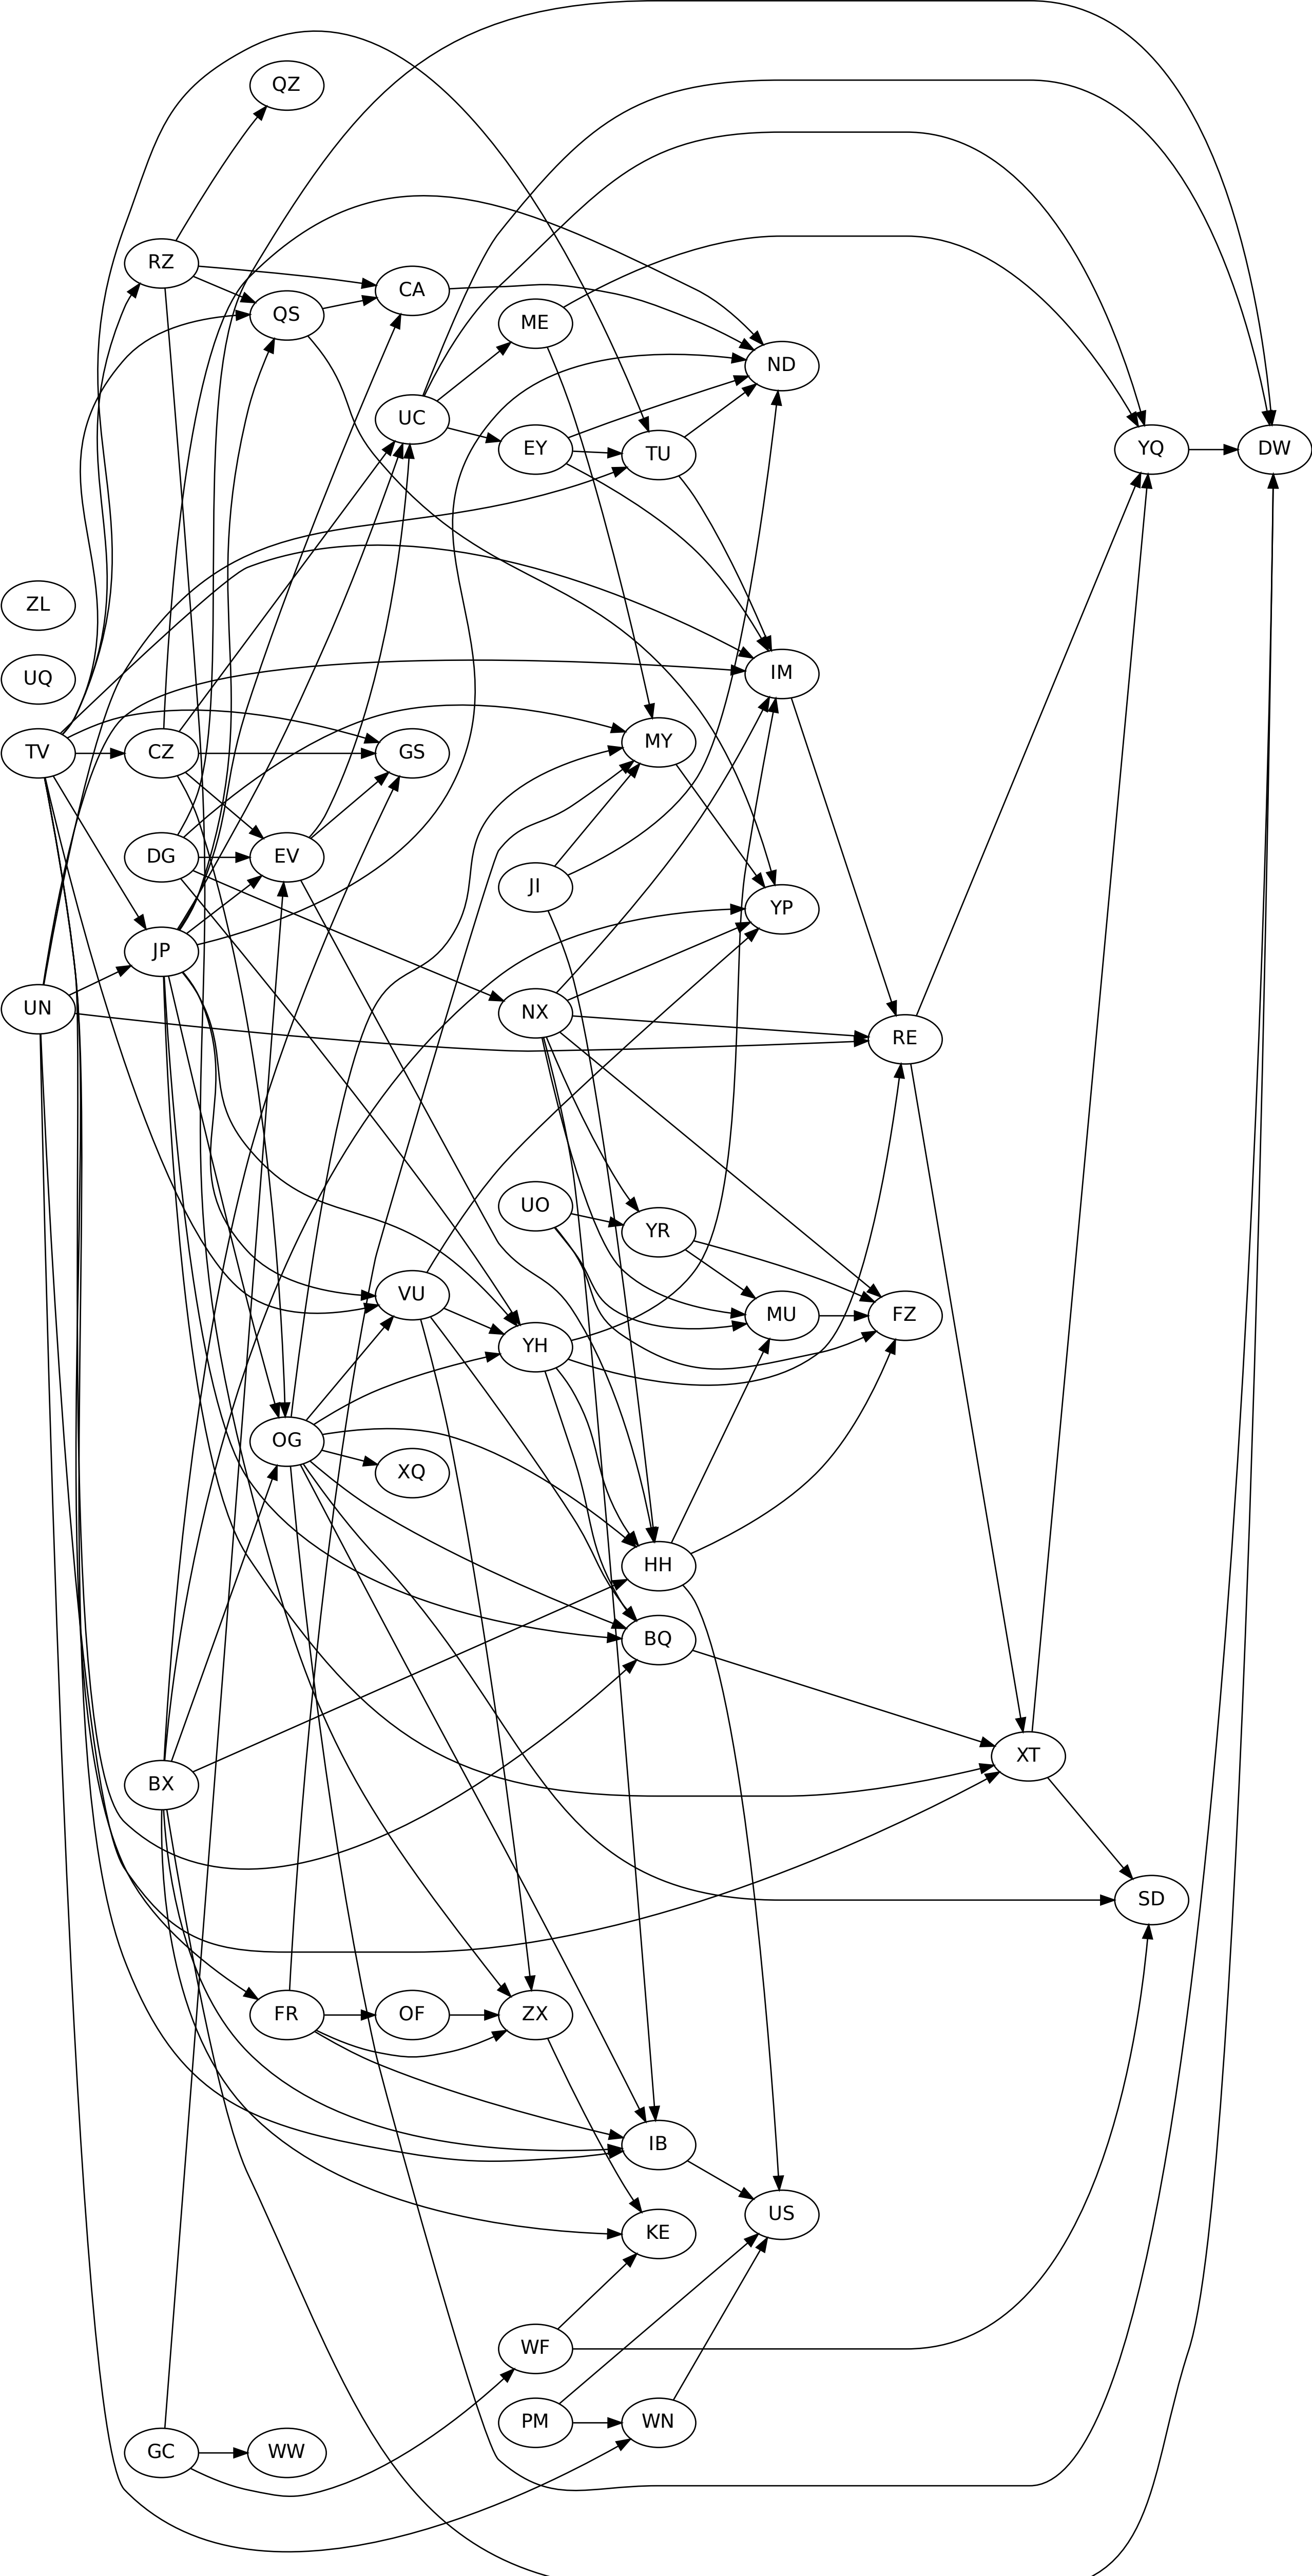 QZ
RZ
CA
QS
ME
ND
UC
EY
TU
YQ
DW
ZL
IM
UQ
MY
TV
CZ
GS
DG
EV
JI
YP
JP
UN
NX
RE
UO
YR
VU
MU
FZ
YH
OG
XQ
HH
BQ
XT
BX
SD
FR
OF
ZX
IB
US
KE
WF
PM
WN
GC
WW